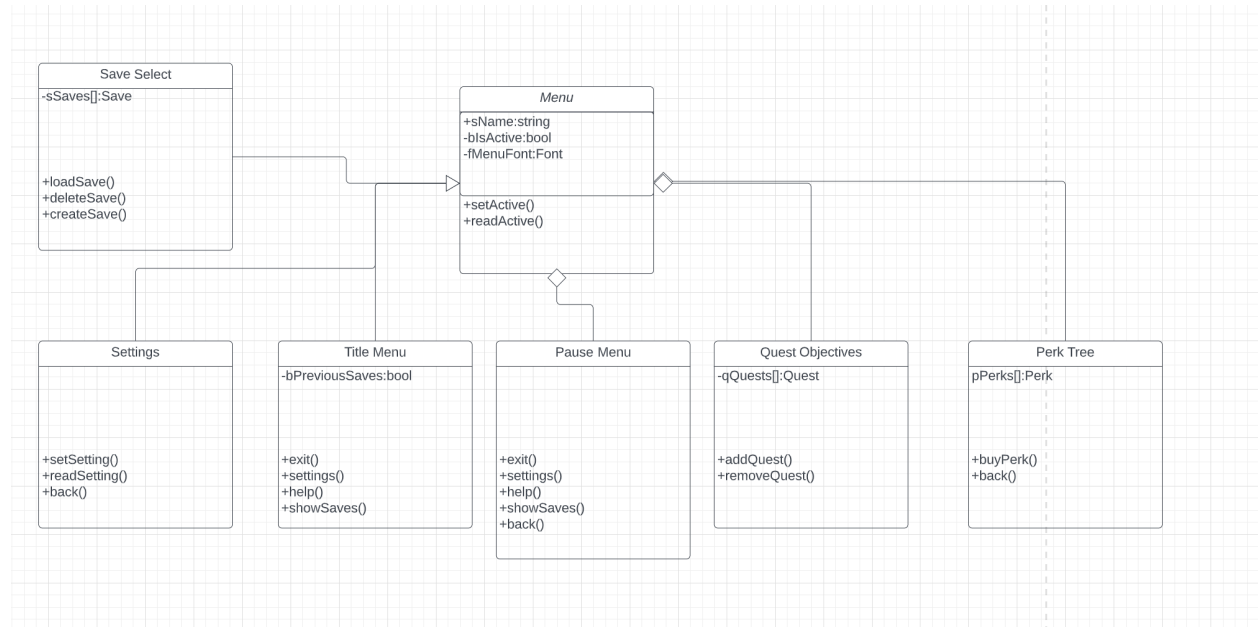 Save Select
-sSaves[]:Save
+loadSave()
+deleteSave()
+createSave()
Menu
+sName:string
-bIsActive:bool
-fMenuFont:Font
+setActive()
+readActive()
Settings
+setSetting()
+readSetting()
+back()
Title Menu
-bPreviousSaves:bool
+exit()
+settings()
+help()
+showSaves()
Pause Menu
+exit()
+settings()
+help()
+showSaves()
+back()
Quest Objectives
-qQuests[]:Quest
+addQuest()
+removeQuest()
Perk Tree
pPerks[]:Perk
+buyPerk()
+back()